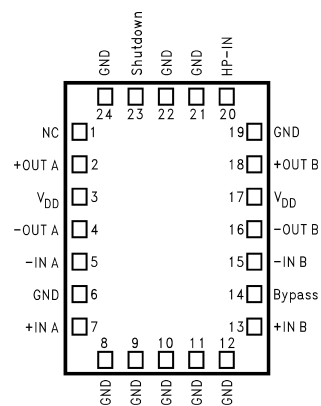 GND Shutdown GND GND HP-IN
24 23 22 21 20
NC 1 19 GND
+OUT A 2 18 +OUT B
VDD 3 17 VDD
-OUT A 4 16 -OUT B
-IN A 5 15 -IN B
GND 6 14 Bypass
+IN A 7 13 +IN B
8 9 10 11 12
GND GND GND GND GND